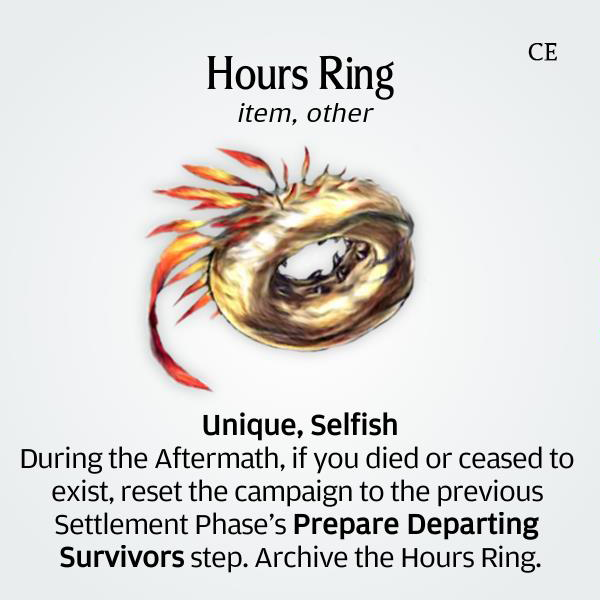 CE
Hours Ring
item, other
Unique, Selfish
During the Aftermath, if you died or ceased to
exist, reset the campaign to the previous
Settlement Phase’s Prepare Departing
Survivors step. Archive the Hours Ring.